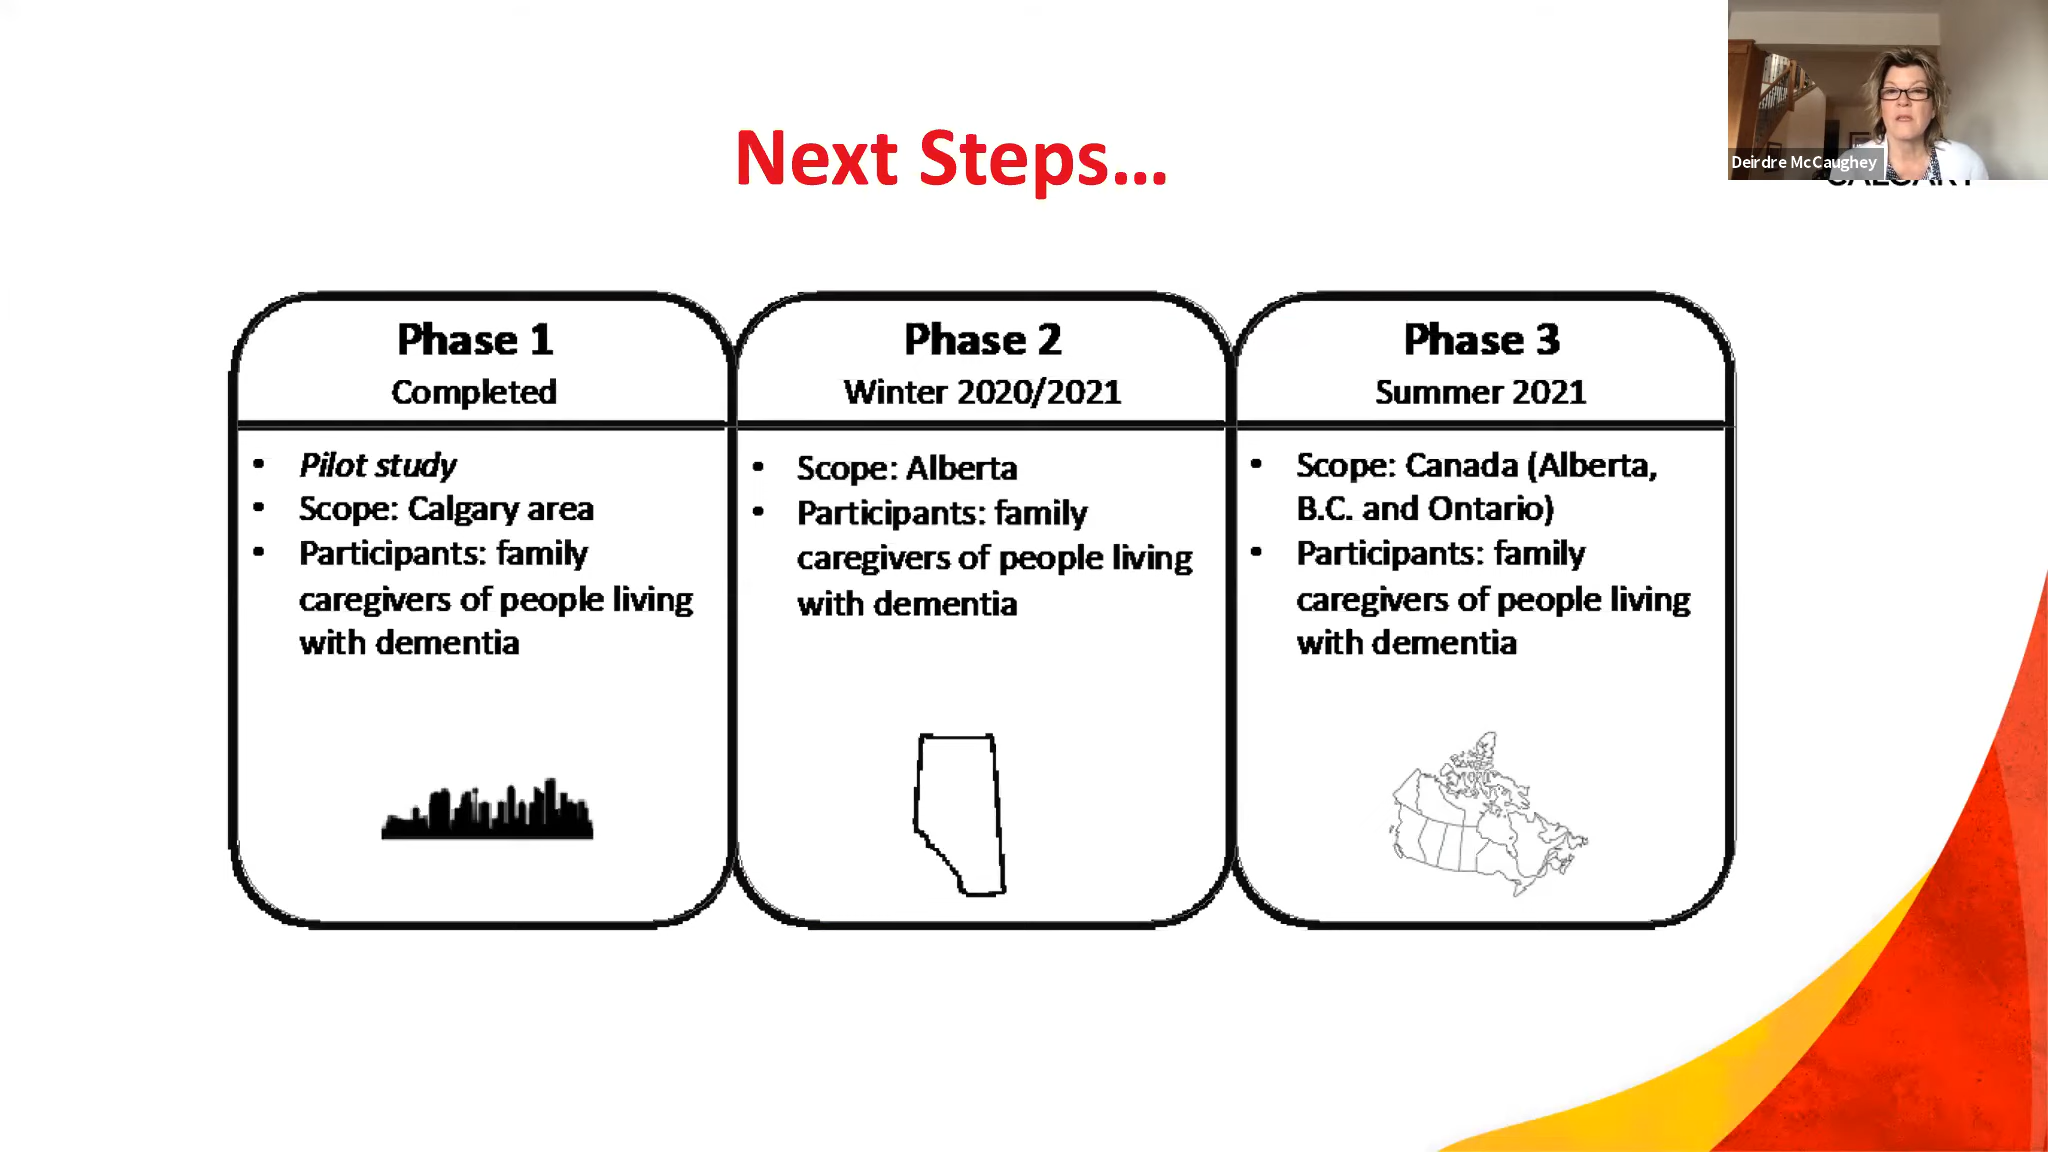 Next Steps...
Deirdre McCaughey
CALGARY
Phase 1
Completed
• Pilot study
• Scope: Calgary area
• Participants: family
caregivers of people living
with dementia
Phase 2
Winter 2020/2021
• Scope: Alberta
• Participants: family
caregivers of people living
with dementia
Phase 3
Summer 2021
• Scope: Canada (Alberta,
B.C. and Ontario)
• Participants: family
caregivers of people living
with dementia